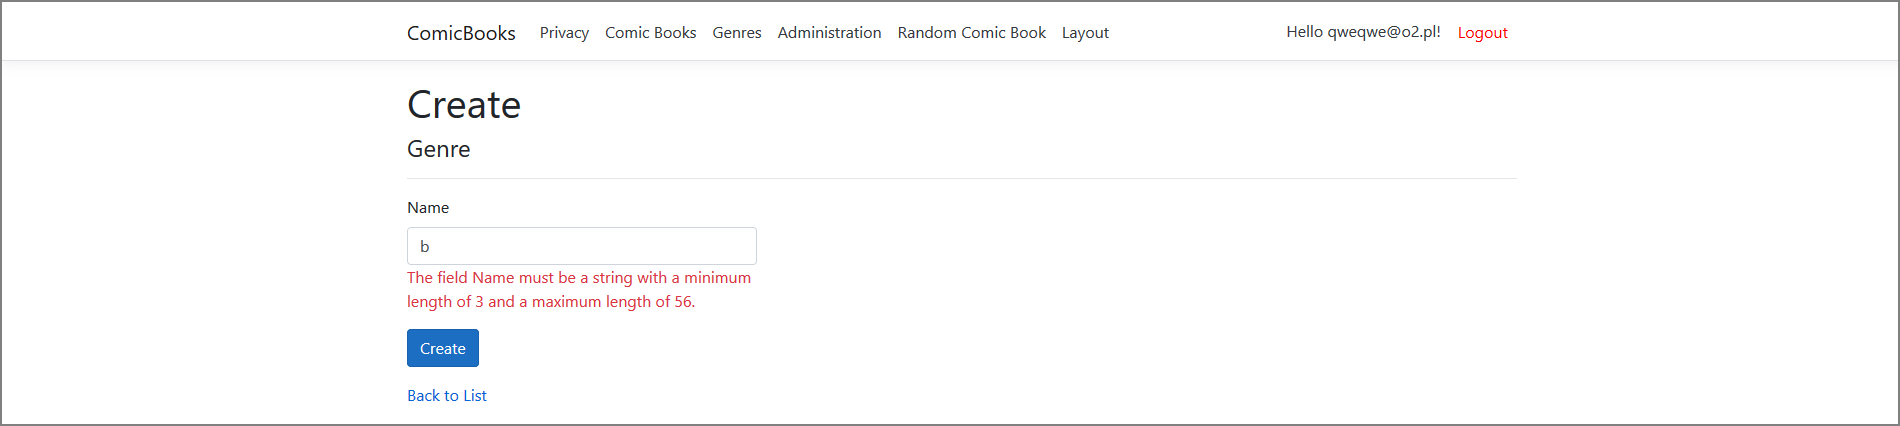 ComicBooks Privacy Comic Books Genres Administration Random Comic Book Layout Hello qweqwe@o2.pl! Logout
Create
Genre
Name
b
The field Name must be a string with a minimum
length of 3 and a maximum length of 56.
Create
Back to List